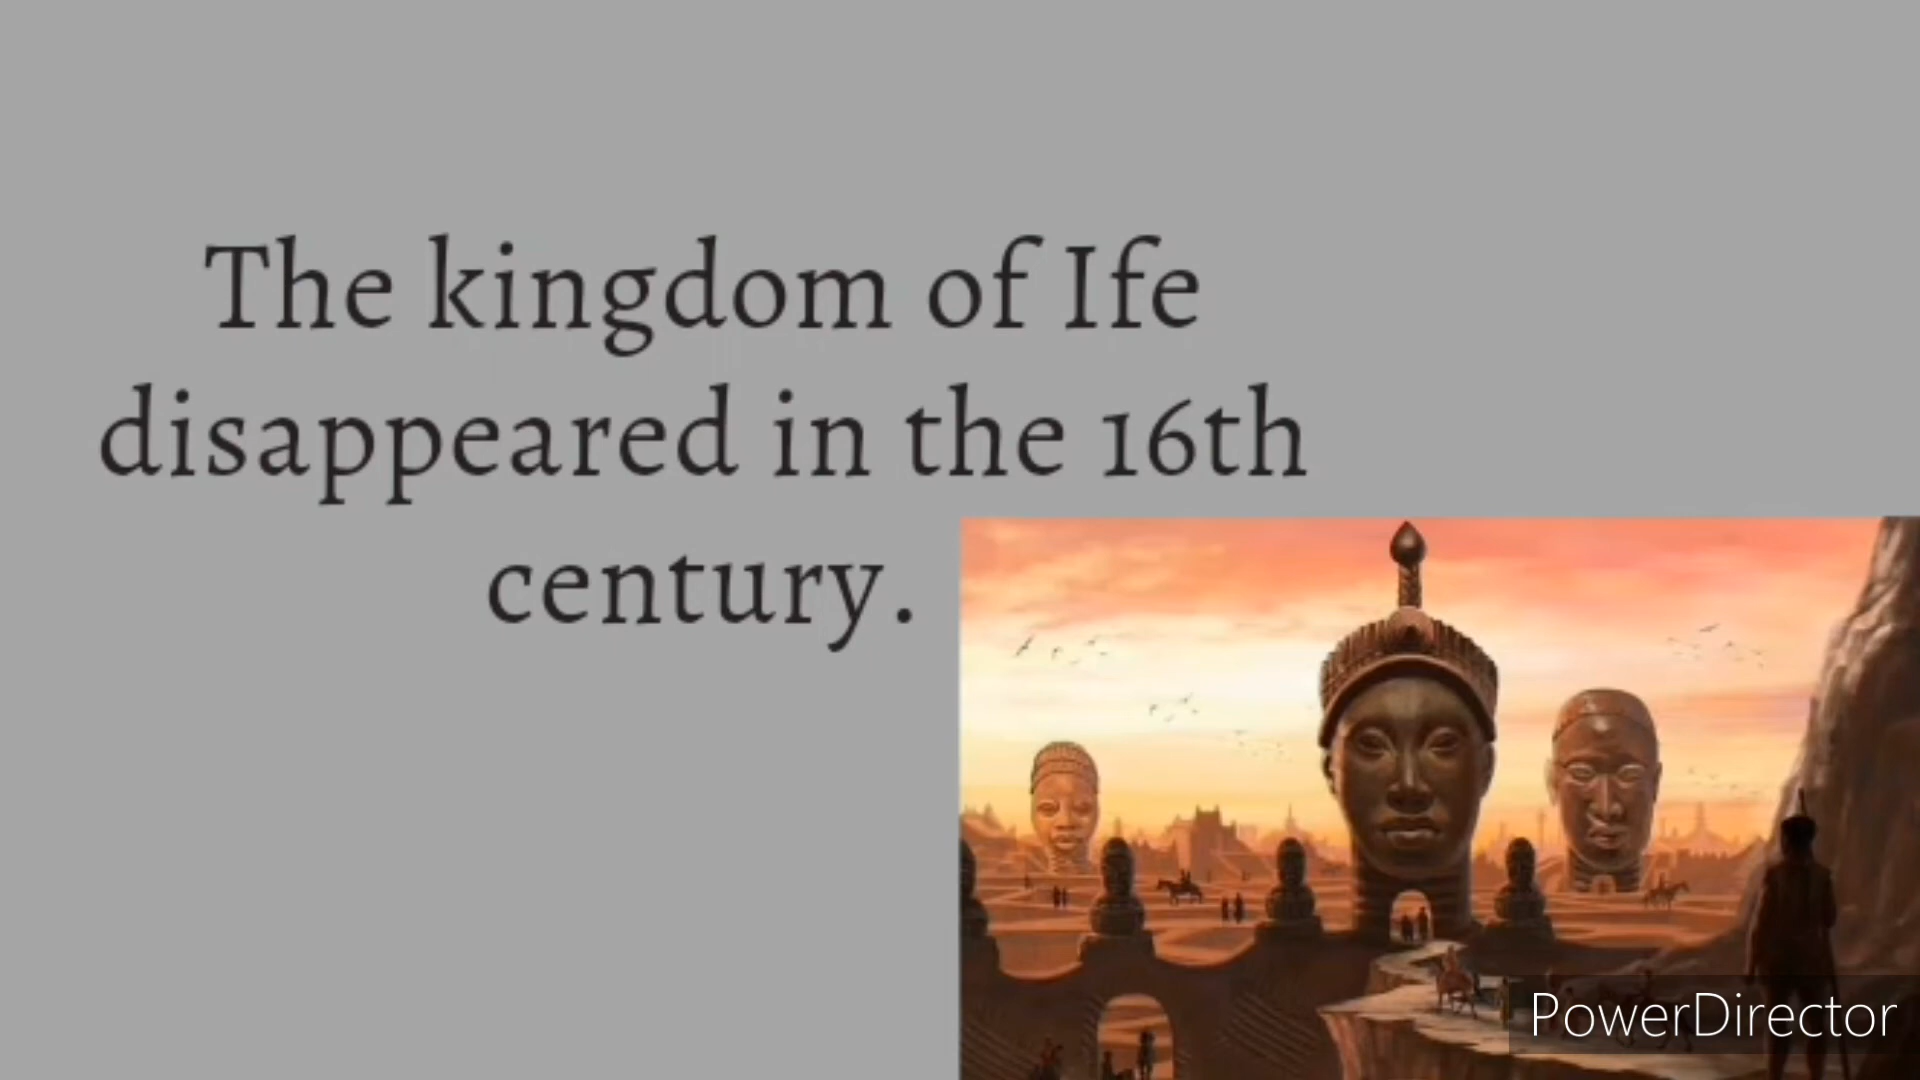 The kingdom of Ife
disappeared in the 16th
century.
PowerDirector